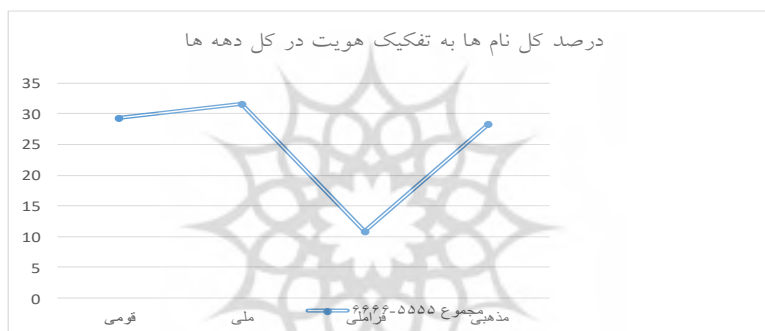 درصد کل نام ها به تفکیک هویت در کل دهه ها
35
30
25
20
15
10
5
0
قومی
ملی
فراملی
مذهبی
مجموع ۵۵۵۵-۶۶۶۶